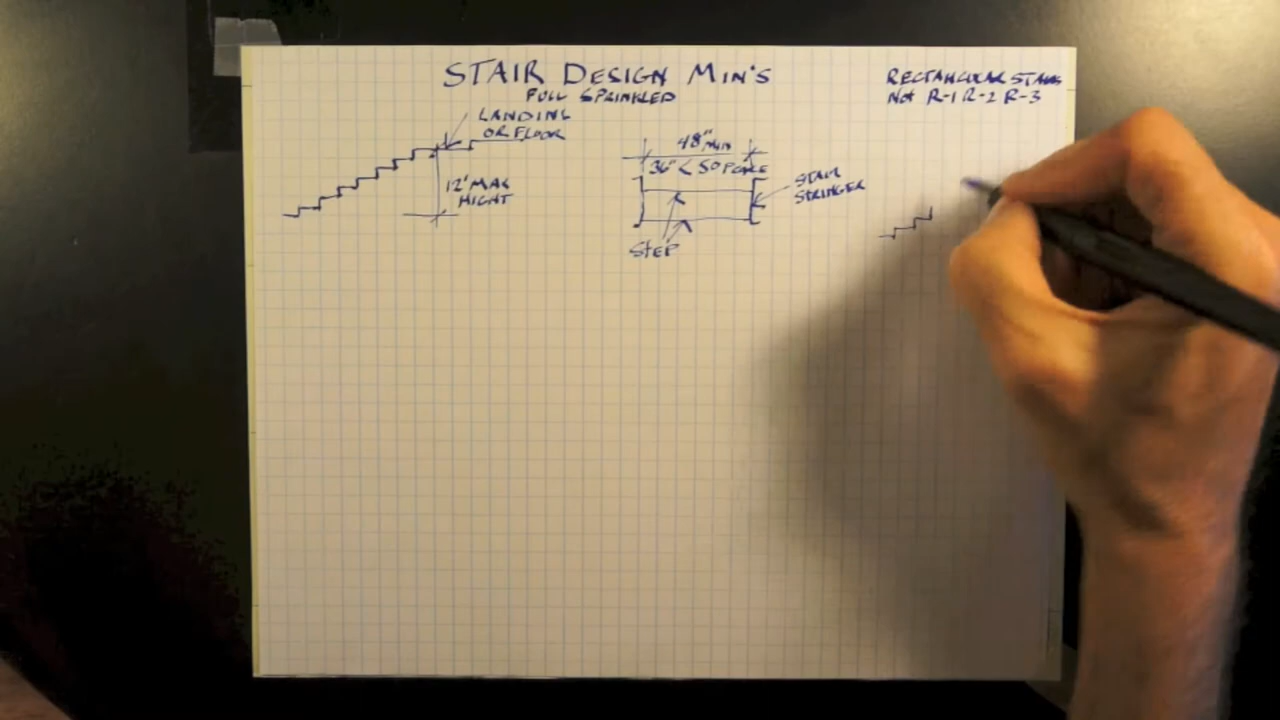 STAIR DESIGN MIN'S
FULL SPRINKLED
RECTANGULAR STAIRS
NOT R-1 R-2 R-3
LANDING
OR FLOOR
12' MAX
HIGHT
48" MIN
36" < 50 PEOPLE
STAIR
STRINGER
STEP